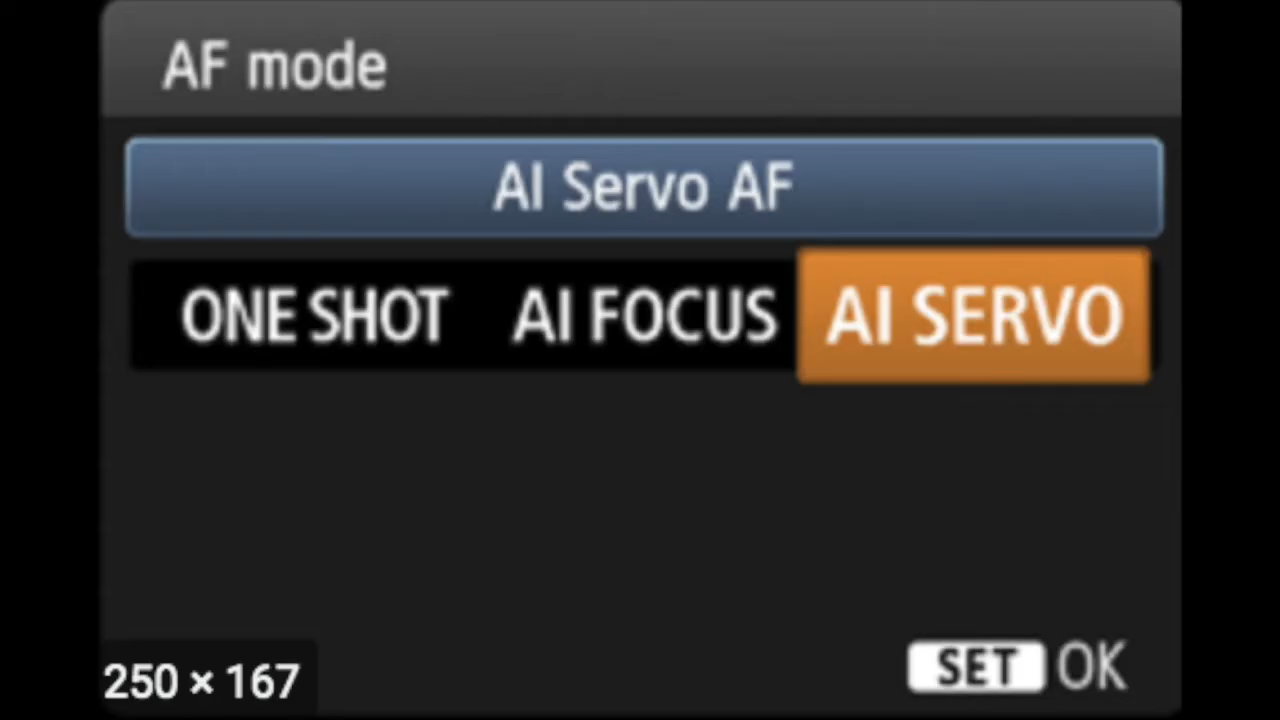 AF mode
AI Servo AF
ONE SHOT AI FOCUS AI SERVO
SET OK
250 × 167